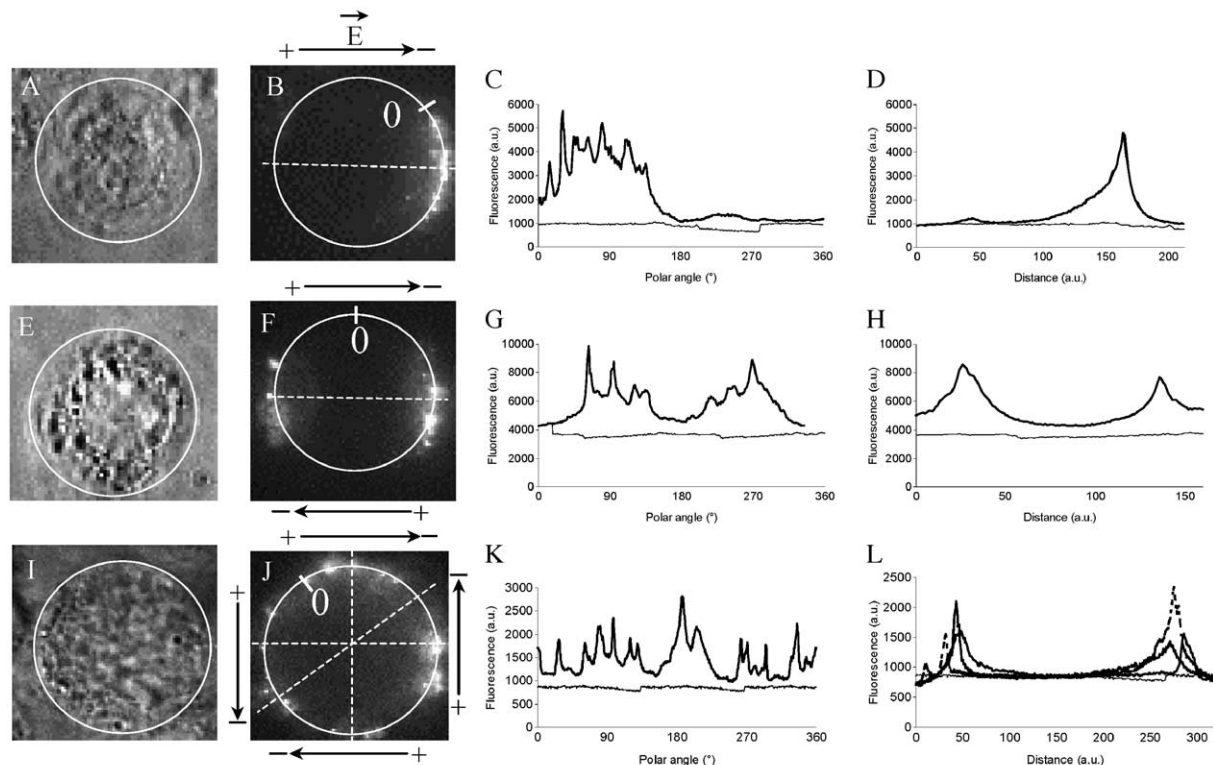 E
+ −
A
B
0
C
6000
5000
4000
3000
2000
1000
0
Fluorescence (a.u.)
0 90 180 270 360
Polar angle (°)
D
6000
5000
4000
3000
2000
1000
0
Fluorescence (a.u.)
0 50 100 150 200
Distance (a.u.)
+ −
E
F
0
G
10000
8000
6000
4000
2000
0
Fluorescence (a.u.)
0 90 180 270 360
Polar angle (°)
H
10000
8000
6000
4000
2000
0
Fluorescence (a.u.)
0 50 100 150
Distance (a.u.)
− +
+ −
I
+
−
J
0
−
+
− +
K
3000
2500
2000
1500
1000
500
0
Fluorescence (a.u.)
0 90 180 270 360
Polar angle (°)
L
2500
2000
1500
1000
500
0
Fluorescence (a.u.)
0 50 100 150 200 250 300
Distance (a.u.)